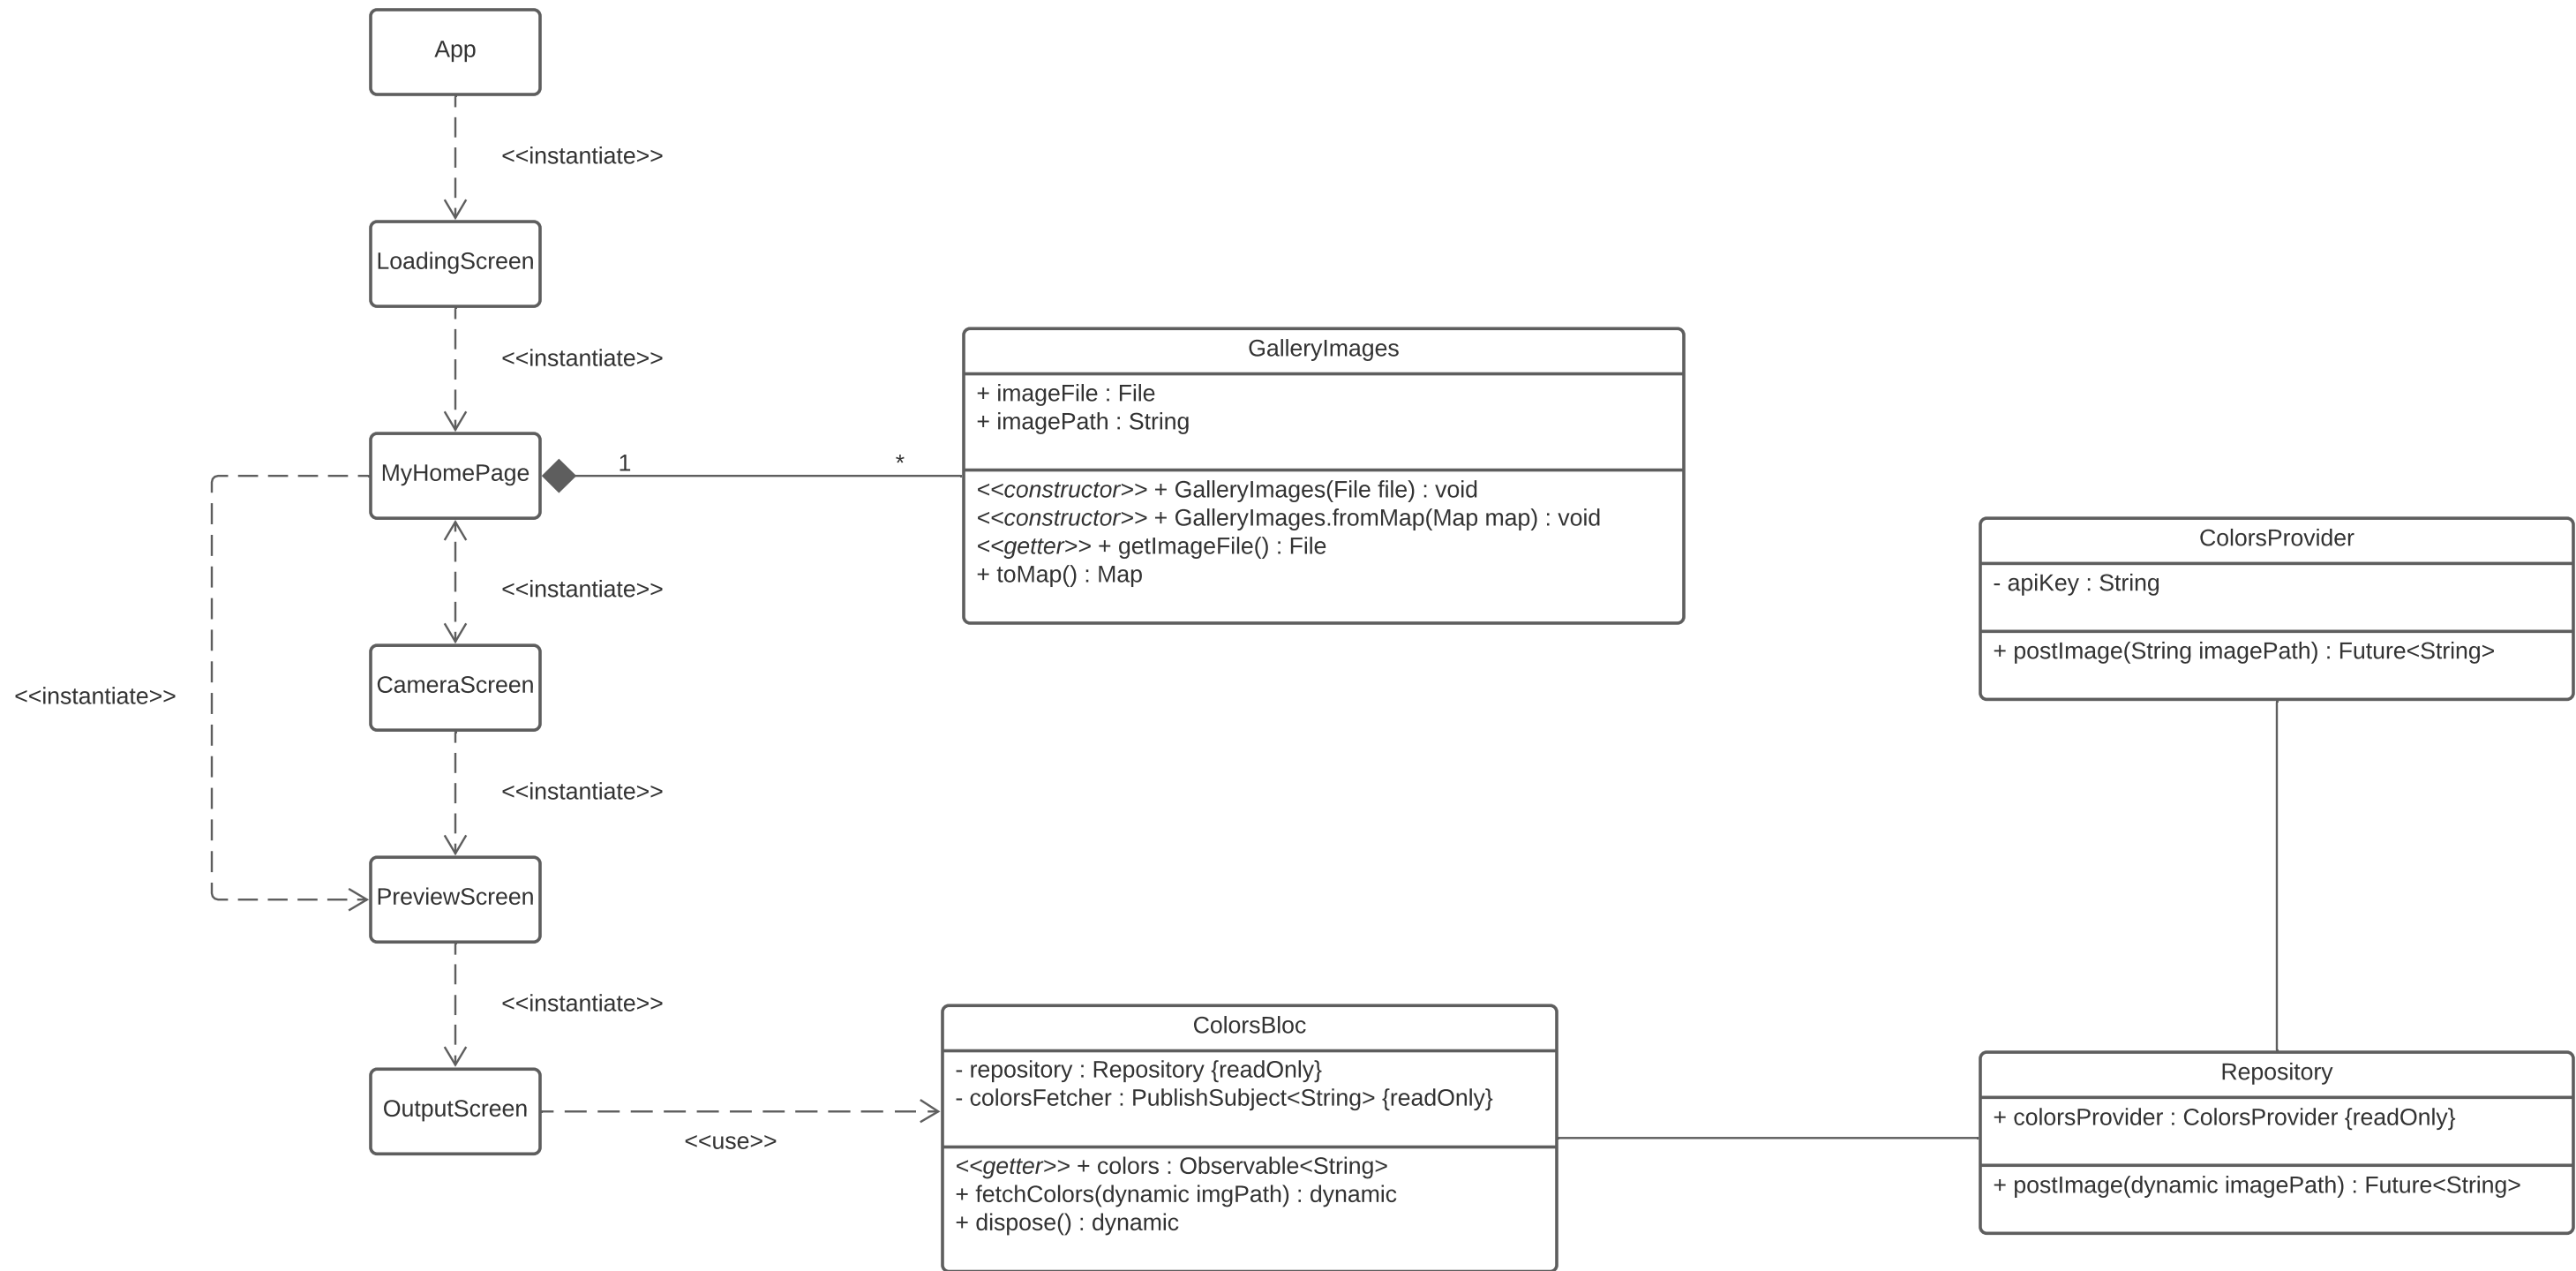 App
<<instantiate>>
LoadingScreen
<<instantiate>>
MyHomePage
1
*
GalleryImages
+ imageFile : File
+ imagePath : String
<<constructor>> + GalleryImages(File file) : void
<<constructor>> + GalleryImages.fromMap(Map map) : void
<<getter>> + getImageFile() : File
+ toMap() : Map
<<instantiate>>
CameraScreen
<<instantiate>>
<<instantiate>>
PreviewScreen
<<instantiate>>
OutputScreen
<<use>>
ColorsBloc
- repository : Repository {readOnly}
- colorsFetcher : PublishSubject<String> {readOnly}
<<getter>> + colors : Observable<String>
+ fetchColors(dynamic imgPath) : dynamic
+ dispose() : dynamic
ColorsProvider
- apiKey : String
+ postImage(String imagePath) : Future<String>
Repository
+ colorsProvider : ColorsProvider {readOnly}
+ postImage(dynamic imagePath) : Future<String>